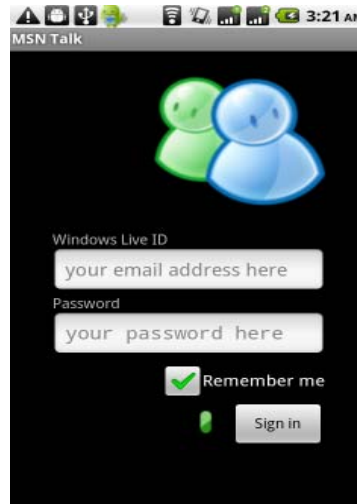 3:21 AM
MSN Talk
Windows Live ID
your email address here
Password
your password here
Remember me
Sign in